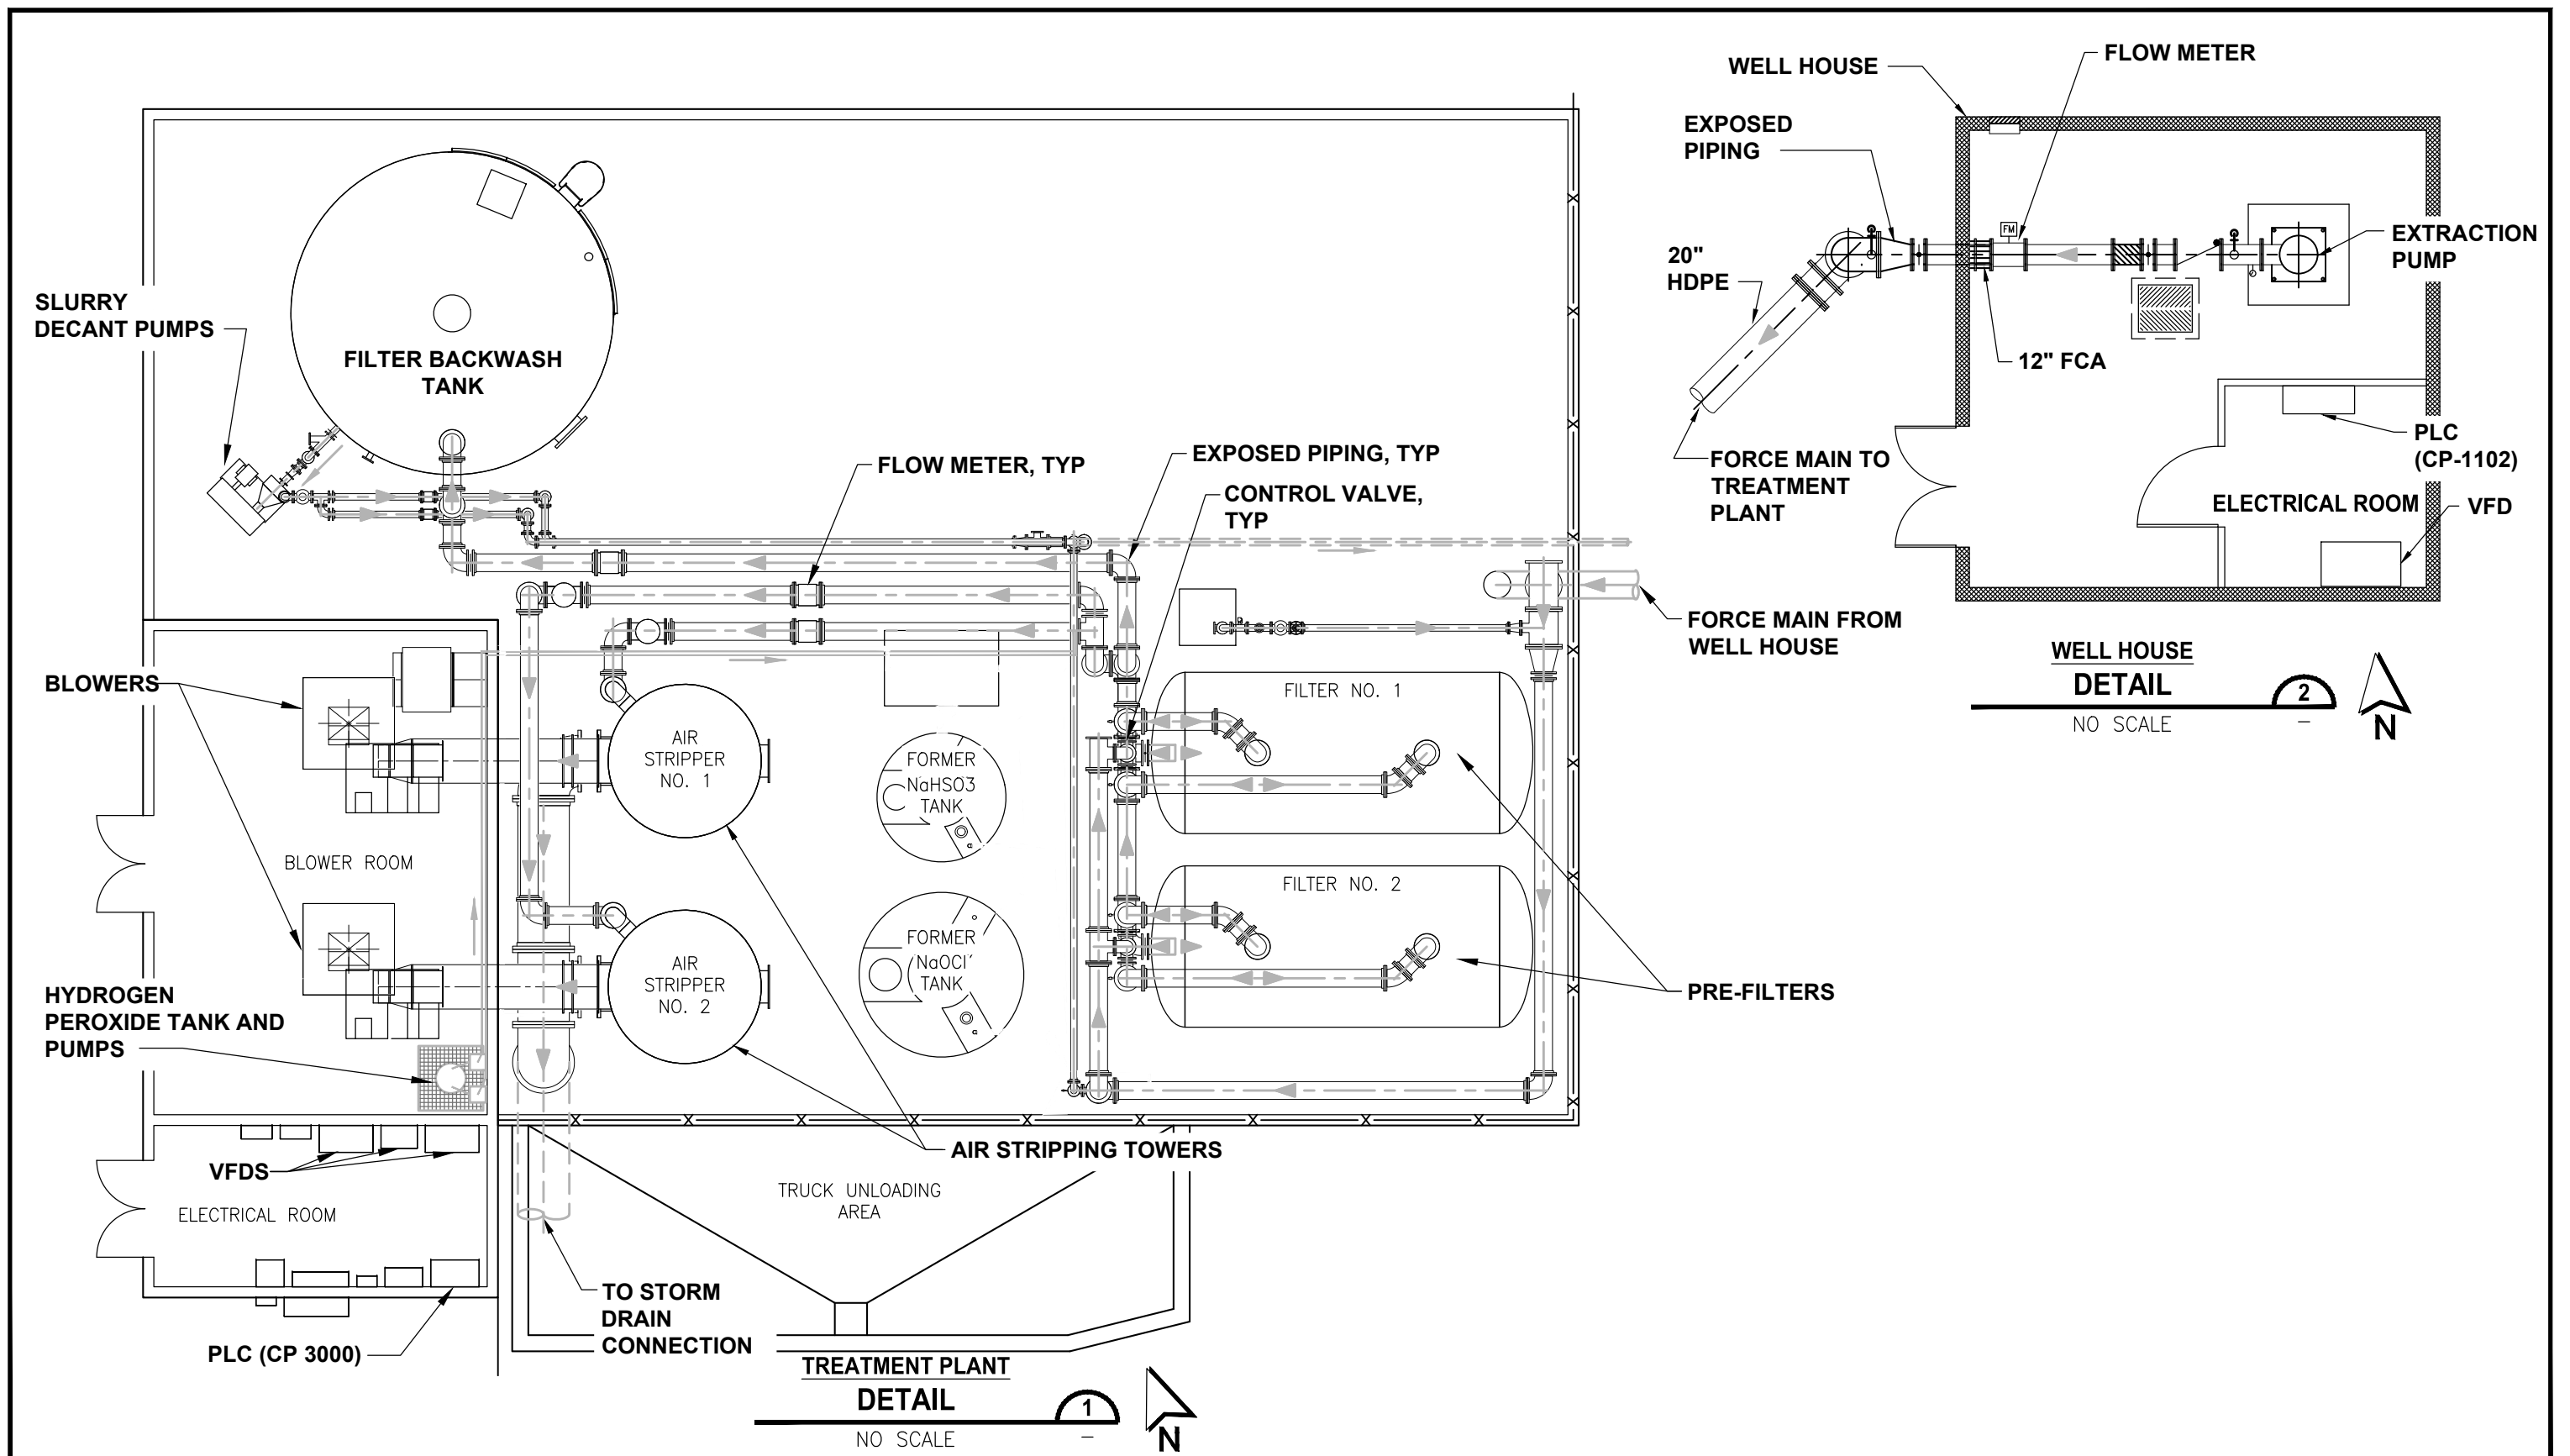 WELL HOUSE
FLOW METER
EXPOSED
PIPING
FM
EXTRACTION
PUMP
20"
HDPE
12" FCA
FORCE MAIN TO
TREATMENT
PLANT
PLC
(CP-1102)
ELECTRICAL ROOM
VFD
WELL HOUSE
DETAIL
2
NO SCALE
–
N
SLURRY
DECANT PUMPS
FILTER BACKWASH
TANK
FLOW METER, TYP
EXPOSED PIPING, TYP
CONTROL VALVE,
TYP
FORCE MAIN FROM
WELL HOUSE
BLOWERS
FILTER NO. 1
AIR
STRIPPER
NO. 1
FORMER
NaHSO3
TANK
BLOWER ROOM
FILTER NO. 2
AIR
STRIPPER
NO. 2
FORMER
NaOCl
TANK
HYDROGEN
PEROXIDE TANK AND
PUMPS
PRE-FILTERS
AIR STRIPPING TOWERS
VFDS
ELECTRICAL ROOM
TRUCK UNLOADING
AREA
TO STORM
DRAIN
CONNECTION
PLC (CP 3000)
TREATMENT PLANT
DETAIL
1
NO SCALE
–
N